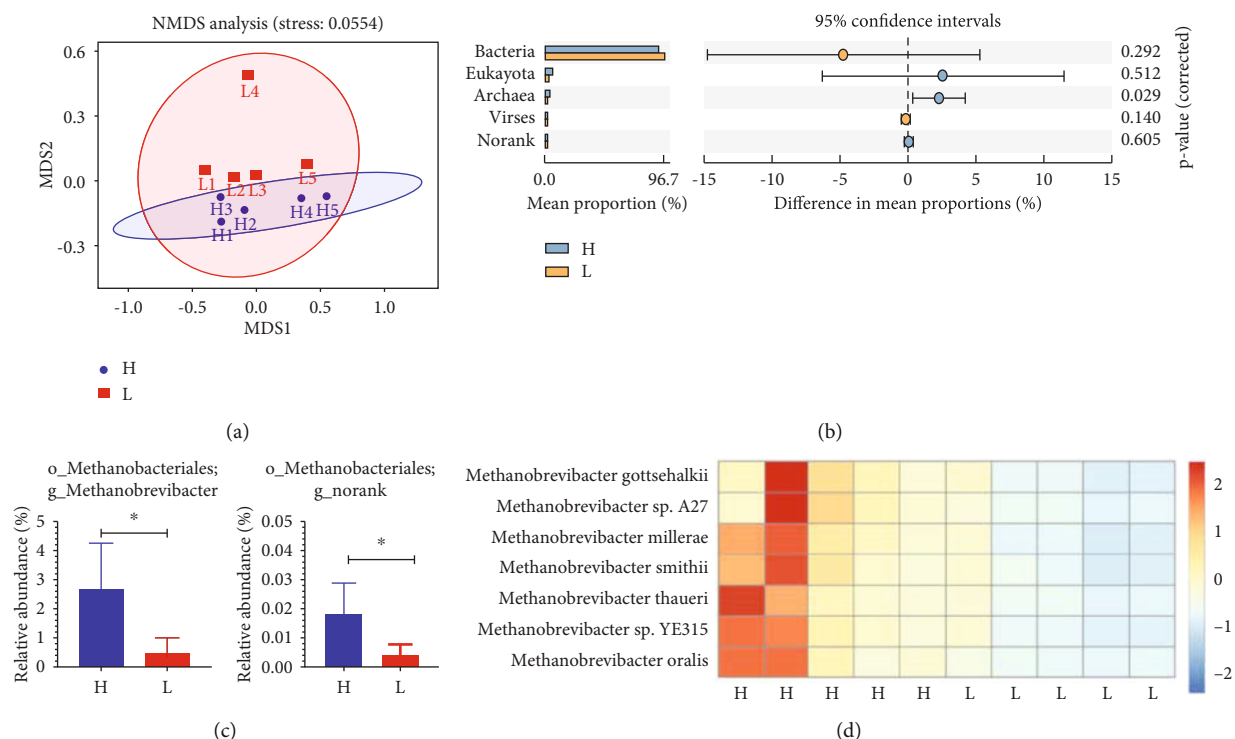 NMDS analysis (stress: 0.0554)
0.6
0.3
0.0
-0.3
MDS2
L4
L1
L2
L3
L5
H3
H1
H2
H4
H5
-1.0 -0.5 0.0 0.5 1.0
MDS1
H
L
(a)
95% confidence intervals
Bacteria 0.292
Eukayota 0.512
Archaea 0.029
Virses 0.140
Norank 0.605
p-value (corrected)
0.0 96.7 -15 -10 -5 0 5 10 15
Mean proportion (%) Difference in mean proportions (%)
H
L
(b)
o_Methanobacteriales;
g_Methanobrevibacter
Relative abundance (%)
5
4
3
2
1
0
*
H L
o_Methanobacteriales;
g_norank
Relative abundance (%)
0.05
0.04
0.03
0.02
0.01
0.00
*
H L
(c)
Methanobrevibacter gottsehalkii
Methanobrevibacter sp. A27
Methanobrevibacter millerae
Methanobrevibacter smithii
Methanobrevibacter thaueri
Methanobrevibacter sp. YE315
Methanobrevibacter oralis
H H H H H L L L L L
2
1
0
−1
−2
(d)